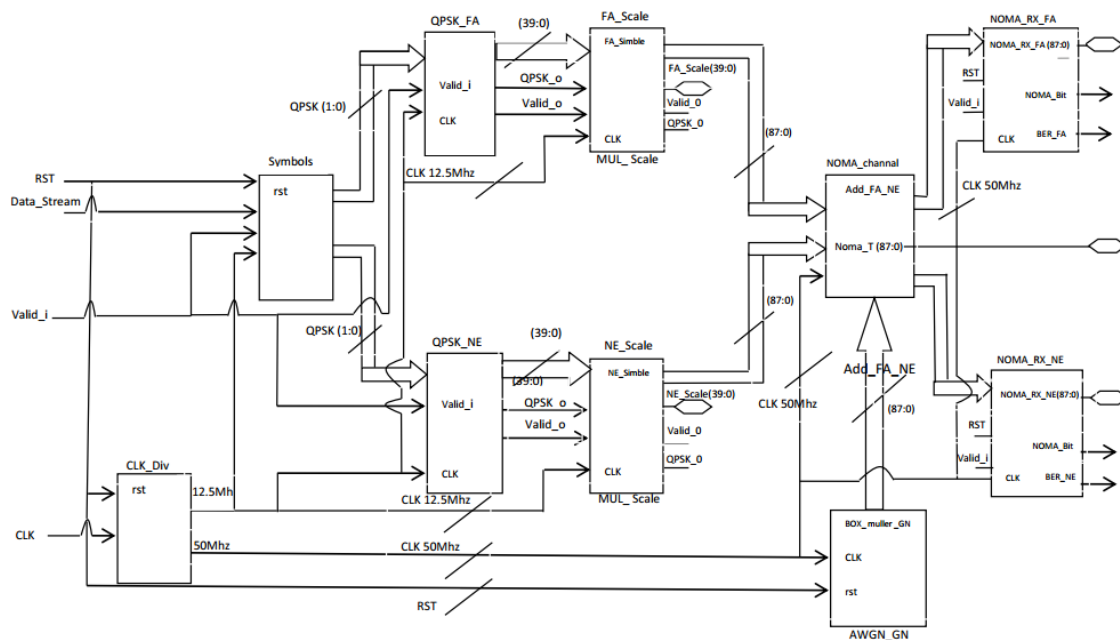 QPSK_FA
(39:0)
FA_Scale
NOMA_RX_FA
FA_Simble
NOMA_RX_FA (87:0)
QPSK_o
FA_Scale(39:0)
RST
Valid_i
QPSK (1:0)
Valid_o
Valid_0
NOMA_Bit
Valid_i
CLK
QPSK_0
CLK
BER_FA
CLK
(87:0)
MUL_ Scale
Symbols
CLK 12.5Mhz
NOMA_channel
RST
rst
Add_FA_NE
CLK 50Mhz
Data_Stream
Noma_T (87:0)
Valid_i
(87:0)
QPSK (1:0)
QPSK_NE
(39:0)
NE_Scale
NOMA_RX_NE
NE_Simble
Add_FA_NE
(39:0)
NE_Scale(39:0)
CLK 50Mhz
NOMA_RX_NE(87:0)
Valid_i
QPSK_o
(87:0)
Valid_o
Valid_0
RST
NOMA_Bit
CLK_Div
QPSK_0
Valid_i
CLK
CLK
CLK
BER_NE
rst
12.5Mh
CLK 12.5Mhz
MUL_ Scale
BOX_muller_GN
CLK
50Mhz
CLK 50Mhz
CLK
rst
RST
AWGN_GN